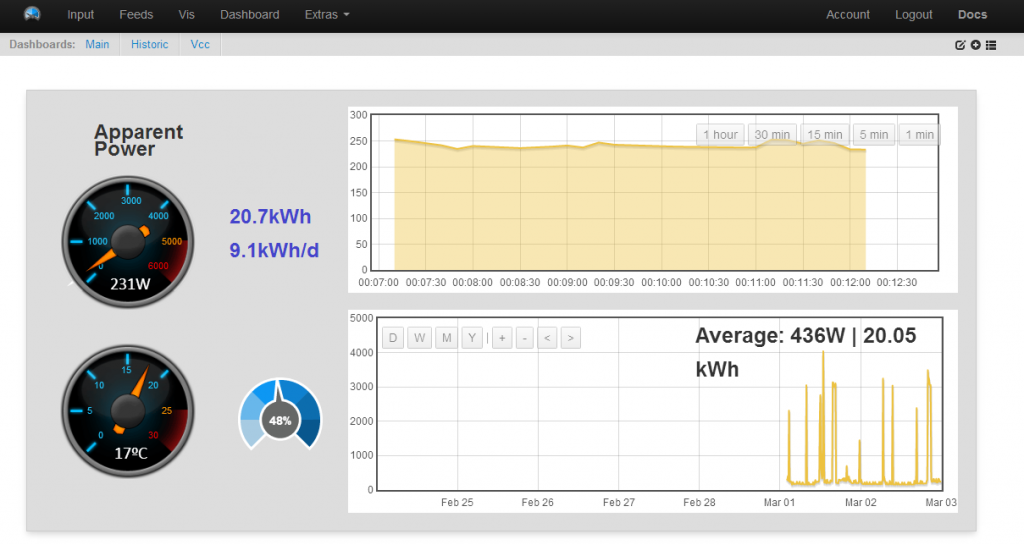 Input Feeds Vis Dashboard Extras Account Logout Docs
Dashboards: Main Historic Vcc
Apparent
Power
0
1000
2000
3000
4000
5000
6000
231W
20.7kWh
9.1kWh/d
1 hour 30 min 15 min 5 min 1 min
300
250
200
150
100
50
0
00:07:00 00:07:30 00:08:00 00:08:30 00:09:00 00:09:30 00:10:00 00:10:30 00:11:00 00:11:30 00:12:00 00:12:30
0
5
10
15
20
25
30
17ºC
48%
D W M Y | + - < >
Average: 436W | 20.05
kWh
5000
4000
3000
2000
1000
0
Feb 25 Feb 26 Feb 27 Feb 28 Mar 01 Mar 02 Mar 03